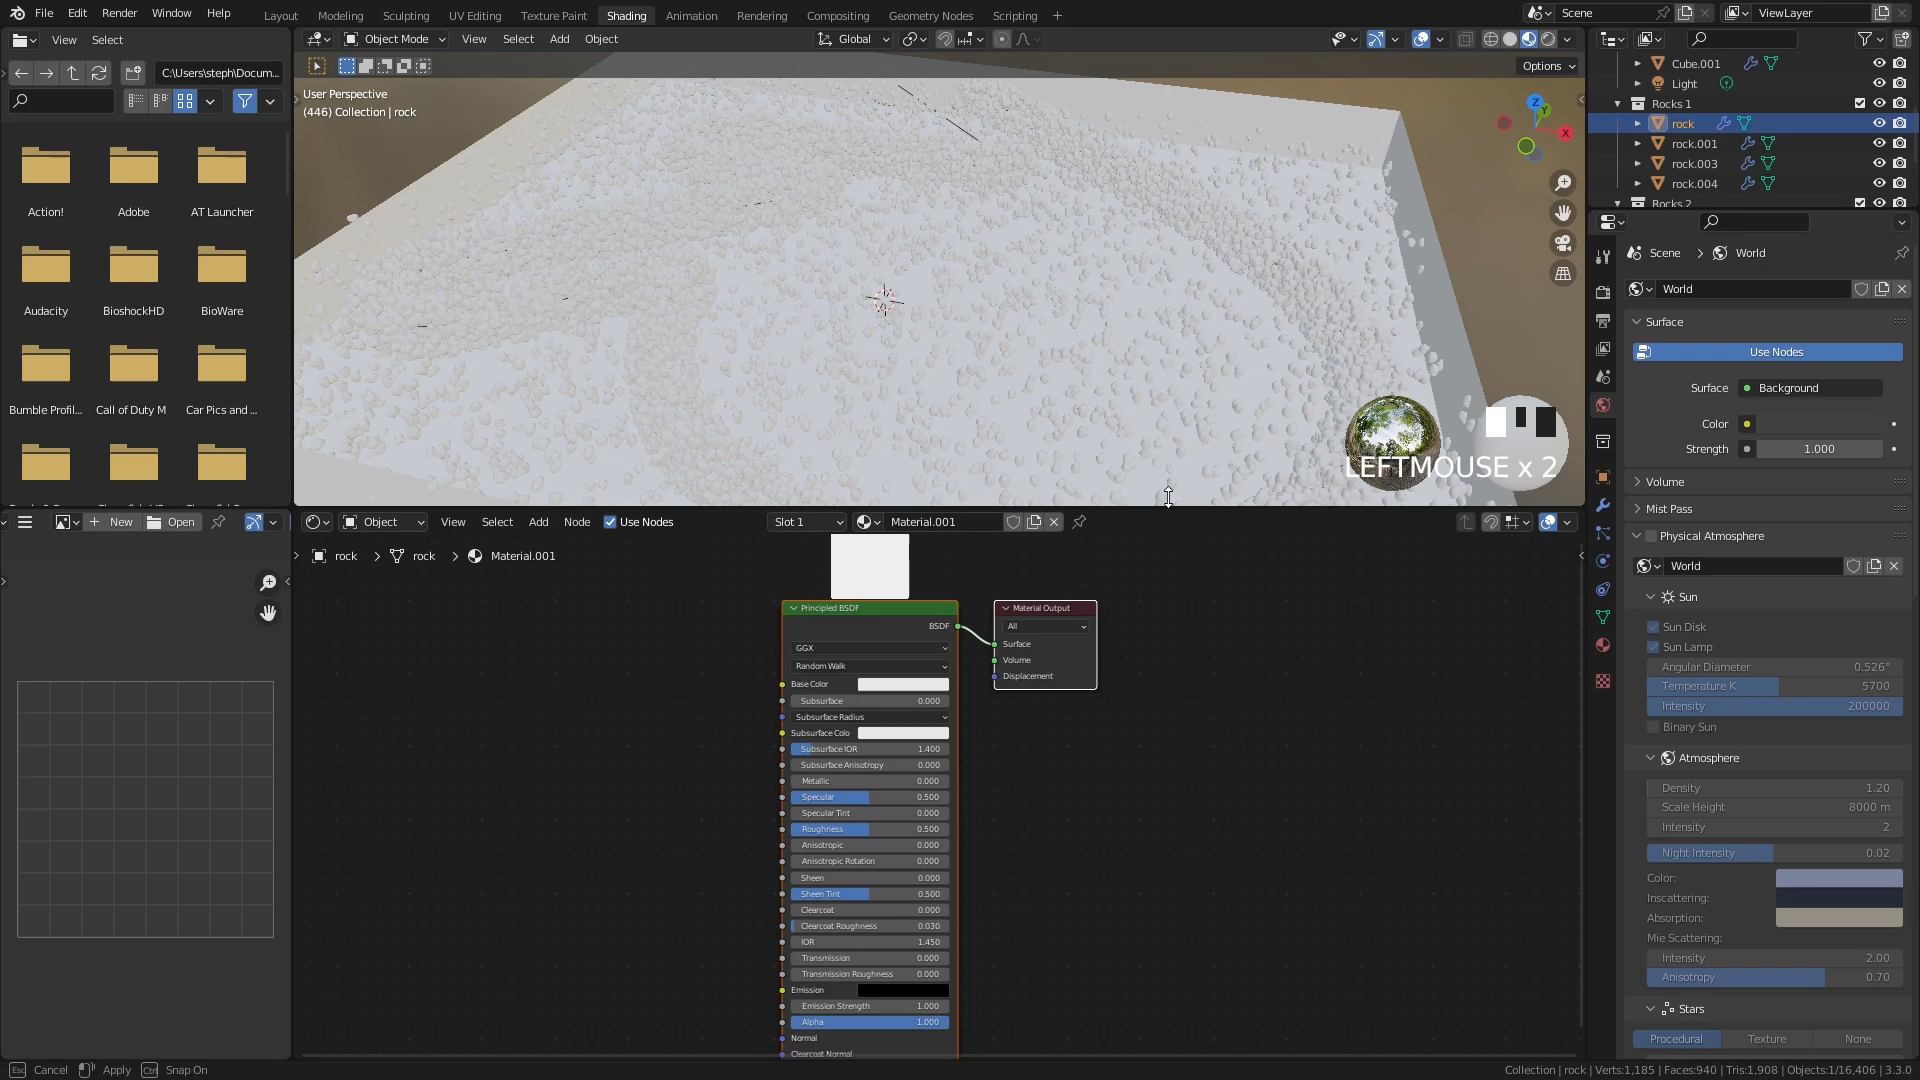 File Edit Render Window Help
Layout Modeling Sculpting UV Editing Texture Paint Shading Animation Rendering Compositing Geometry Nodes Scripting +
Scene
ViewLayer
View Select
C:\Users\steph\Docum...
Action! Adobe AT Launcher
Audacity BioshockHD BioWare
Bumble Profil... Call of Duty M Car Pics and ...
Object Mode View Select Add Object
Global
Options
User Perspective
(446) Collection | rock
Z
Y
X
LEFTMOUSE x 2
New Open
Object View Select Add Node Use Nodes Slot 1 Material.001
rock > rock > Material.001
Principled BSDF
BSDF
GGX
Random Walk
Base Color
Subsurface 0.000
Subsurface Radius
Subsurface Colo
Subsurface IOR 1.400
Subsurface Anisotropy 0.000
Metallic 0.000
Specular 0.500
Specular Tint 0.000
Roughness 0.500
Anisotropic 0.000
Anisotropic Rotation 0.000
Sheen 0.000
Sheen Tint 0.500
Clearcoat 0.000
Clearcoat Roughness 0.030
IOR 1.450
Transmission 0.000
Transmission Roughness 0.000
Emission
Emission Strength 1.000
Alpha 1.000
Normal
Clearcoat Normal
Material Output
All
Surface
Volume
Displacement
Cube.001
Light
Rocks 1
rock
rock.001
rock.003
rock.004
Rocks 2
Scene > World
World
Surface
Use Nodes
Surface Background
Color
Strength 1.000
Volume
Mist Pass
Physical Atmosphere
World
Sun
Sun Disk
Sun Lamp
Angular Diameter 0.526°
Temperature K 5700
Intensity 200000
Binary Sun
Atmosphere
Density 1.20
Scale Height 8000 m
Intensity 2
Night Intensity 0.02
Color:
Inscattering:
Absorption:
Mie Scattering:
Intensity 2.00
Anisotropy 0.70
Stars
Procedural Texture None
Esc Cancel Apply Ctrl Snap On
Collection | rock | Verts:1,185 | Faces:940 | Tris:1,908 | Objects:1/16,406 | 3.3.0